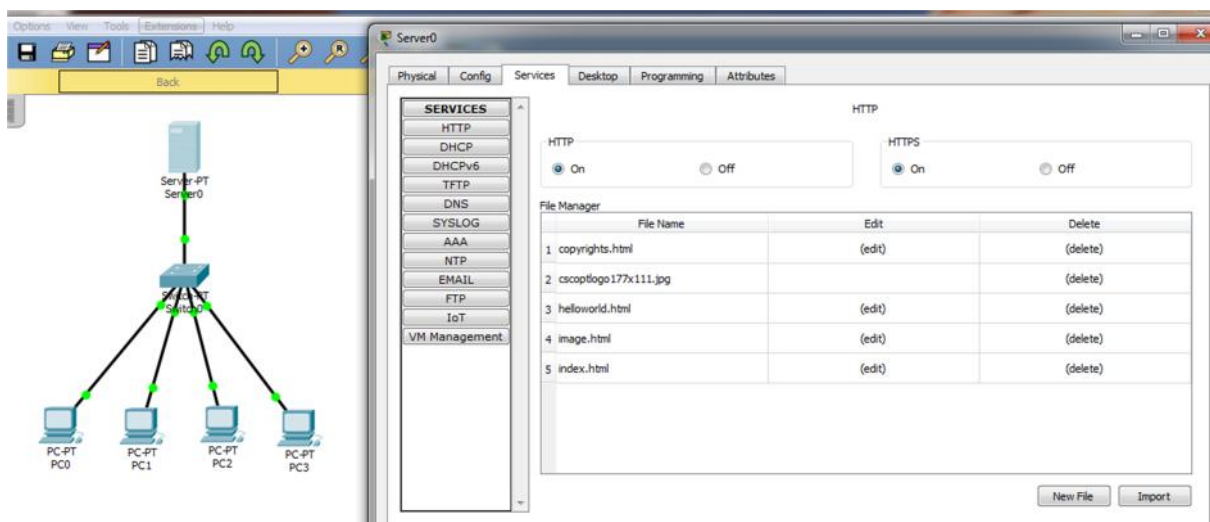 Options View Tools Extensions Help
Back
Server-PT
Server0
Switch-PT
Switch0
PC-PT
PC0
PC-PT
PC1
PC-PT
PC2
PC-PT
PC3
Server0
Physical Config Services Desktop Programming Attributes
SERVICES
HTTP
DHCP
DHCPv6
TFTP
DNS
SYSLOG
AAA
NTP
EMAIL
FTP
IoT
VM Management
HTTP
HTTP
On Off
HTTPS
On Off
File Manager
File Name Edit Delete
1 copyrights.html (edit) (delete)
2 cscoptlogo177x111.jpg (delete)
3 helloworld.html (edit) (delete)
4 image.html (edit) (delete)
5 index.html (edit) (delete)
New File Import